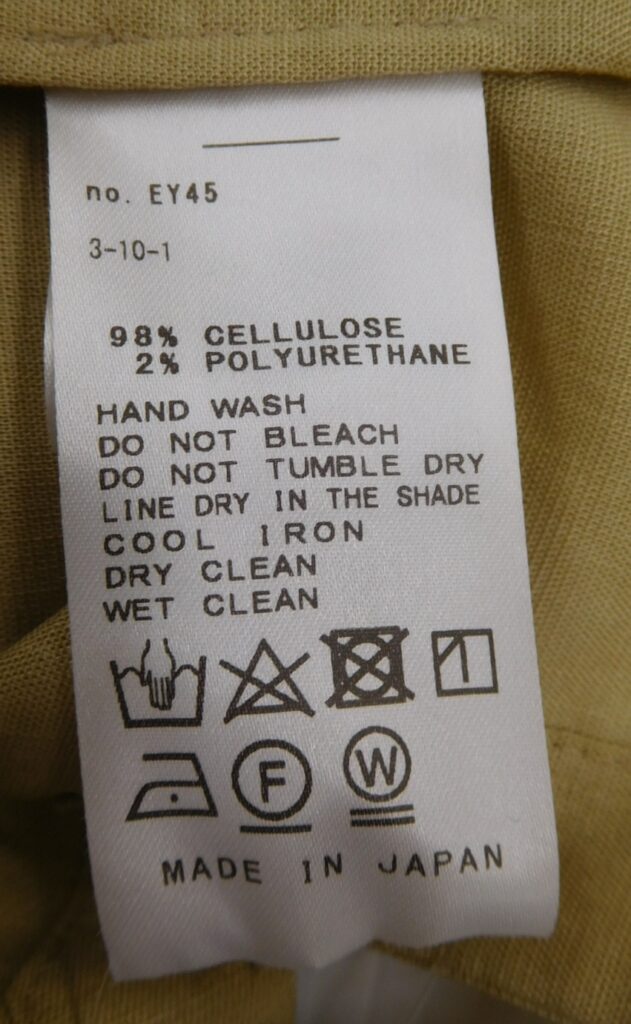 no. EY45
3-10-1
98% CELLULOSE
2% POLYURETHANE
HAND WASH
DO NOT BLEACH
DO NOT TUMBLE DRY
LINE DRY IN THE SHADE
COOL IRON
DRY CLEAN
WET CLEAN
F W
MADE IN JAPAN